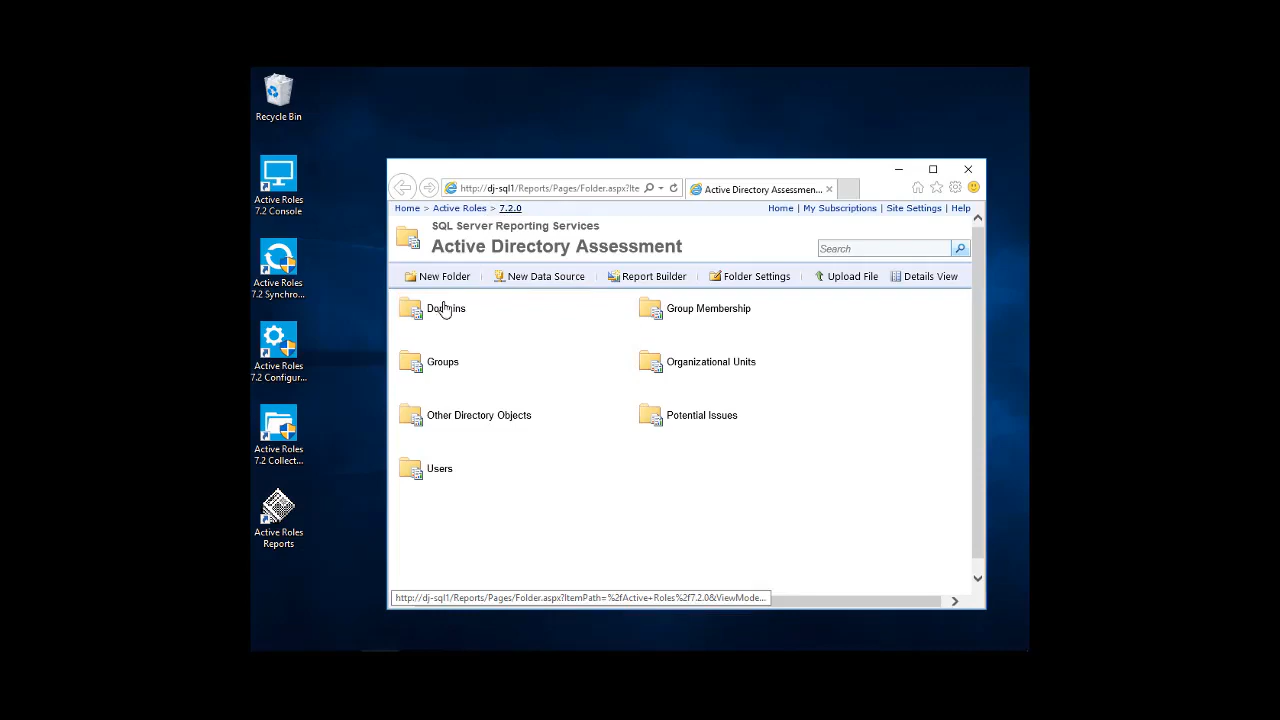 Recycle Bin
Active Roles
7.2 Console
Active Roles
7.2 Synchro...
Active Roles
7.2 Configur...
Active Roles
7.2 Collect...
Active Roles
Reports
http://dj-sql1/Reports/Pages/Folder.aspx?Ite
Active Directory Assessmen...
Home > Active Roles > 7.2.0
Home | My Subscriptions | Site Settings | Help
SQL Server Reporting Services
Active Directory Assessment
Search
New Folder | New Data Source | Report Builder | Folder Settings | Upload File | Details View
Domains
Group Membership
Groups
Organizational Units
Other Directory Objects
Potential Issues
Users
http://dj-sql1/Reports/Pages/Folder.aspx?ItemPath=%2fActive+Roles%2f7.2.0&ViewMode...